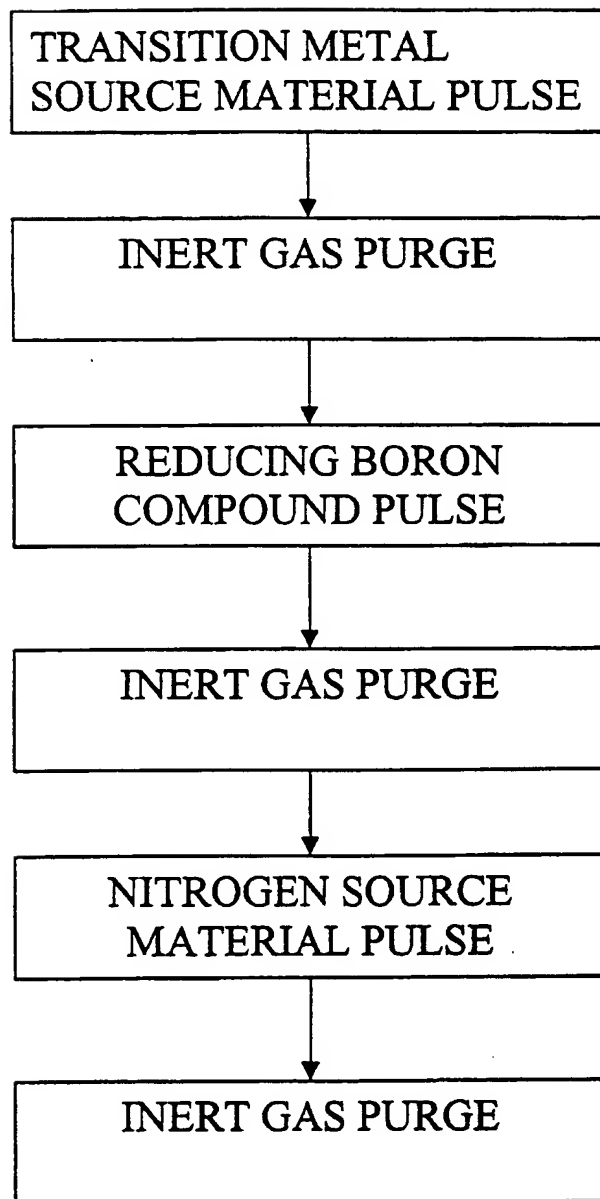 TRANSITION METAL
SOURCE MATERIAL PULSE
INERT GAS PURGE
REDUCING BORON
COMPOUND PULSE
INERT GAS PURGE
NITROGEN SOURCE
MATERIAL PULSE
INERT GAS PURGE